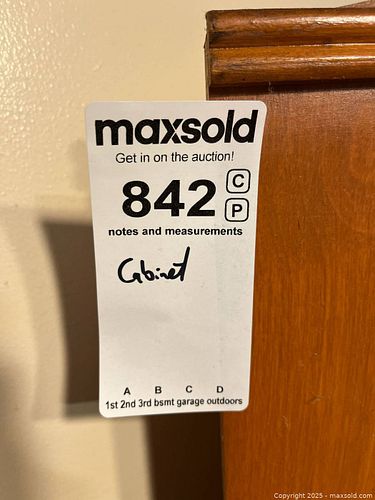 maxsold
Get in on the auction!
842 C
P
notes and measurements
Cabinet
A B C D
1st 2nd 3rd bsmt garage outdoors
Copyright 2025 - maxsold.com